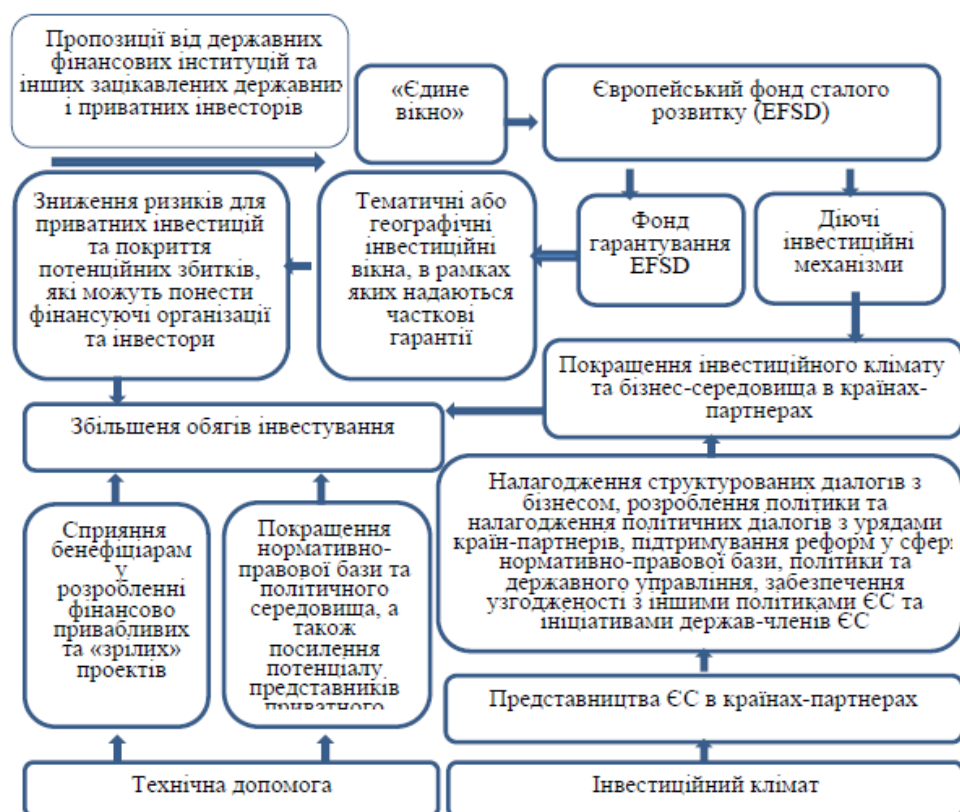 Пропозиції від державних
фінансових інституцій та
інших зацікавлених державних
і приватних інвесторів
«Єдине
вікно»
Європейський фонд сталого
розвитку (EFSD)
Зниження ризиків для
приватних інвестицій
та покриття
потенційних збитків,
які можуть понести
фінансуючі організації
та інвестори
Тематичні або
географічні
інвестиційні
вікна, в рамках
яких надаються
часткові
гарантії
Фонд
гарантування
EFSD
Діючі
інвестиційні
механізми
Покращення інвестиційного клімату
та бізнес-середовища в країнах-
партнерах
Збільшеня обягів інвестування
Сприяння
бенефіціарам
у
розробленні
фінансово
привабливих
та «зрілих»
проектів
Покращення
нормативно-
правової бази та
політичного
середовища, а
також
посилення
потенціалу
представників
приватного
Налагодження структурованих діалогів з
бізнесом, розроблення політики та
налагодження політичних діалогів з урядами
країн-партнерів, підтримування реформ у сфері
нормативно-правової бази, політики та
державного управління, забезпечення
узгодженості з іншими політиками ЄС та
ініціативами держав-членів ЄС
Представництва ЄС в країнах-партнерах
Технічна допомога
Інвестиційний клімат